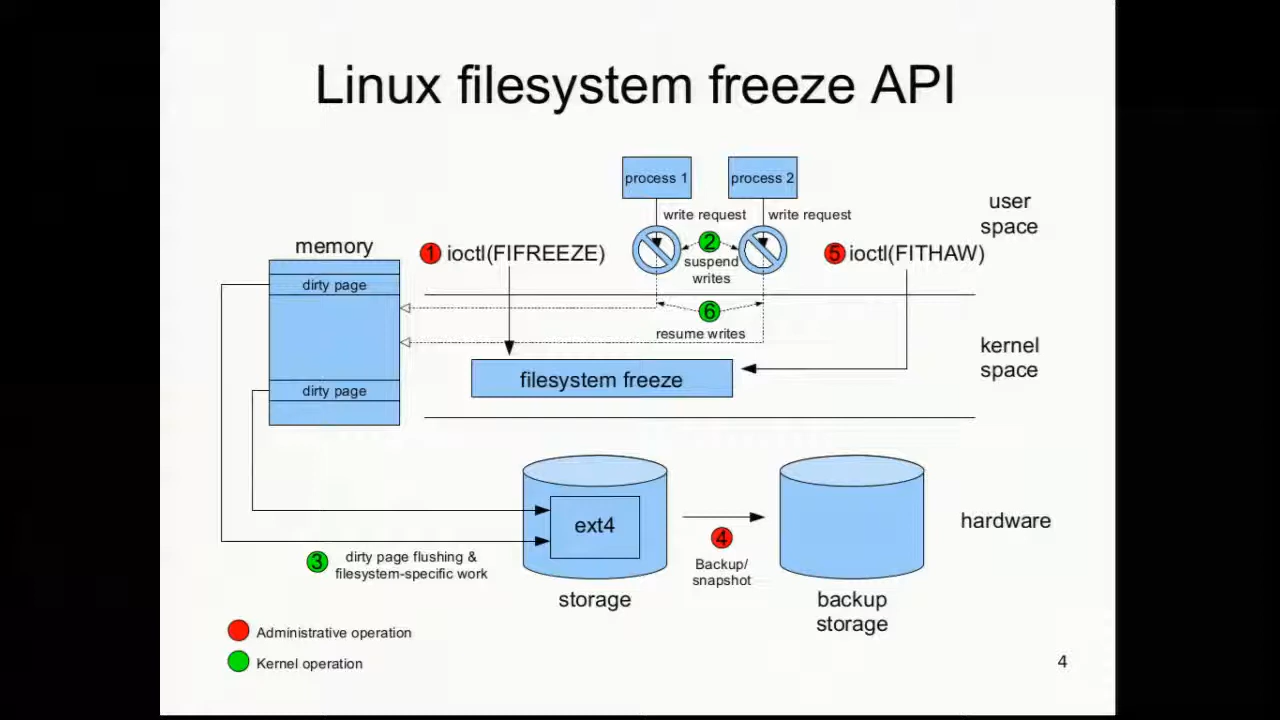 Linux filesystem freeze API
process 1
process 2
write request
write request
user
space
memory
1 ioctl(FIFREEZE)
2
suspend
writes
5 ioctl(FITHAW)
dirty page
6
resume writes
kernel
space
filesystem freeze
dirty page
ext4
hardware
4
Backup/
snapshot
3
dirty page flushing &
filesystem-specific work
storage
backup
storage
Administrative operation
Kernel operation
4